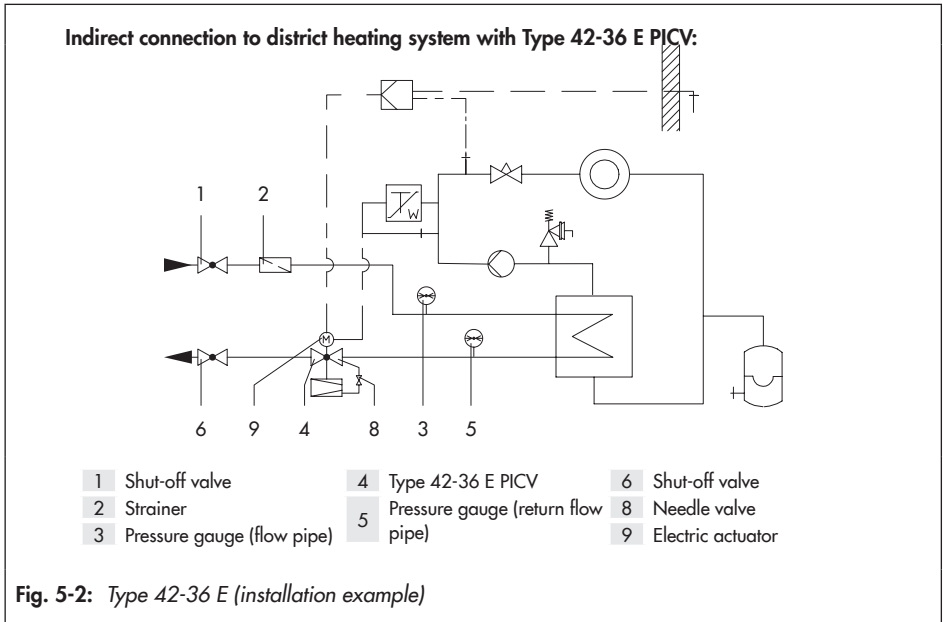 Indirect connection to district heating system with Type 42-36 E PICV:
W
1 2
M
6 9 4 8 3 5
1 Shut-off valve
2 Strainer
3 Pressure gauge (flow pipe)
4 Type 42-36 E PICV
5 Pressure gauge (return flow
pipe)
6 Shut-off valve
8 Needle valve
9 Electric actuator
Fig. 5-2: Type 42-36 E (installation example)